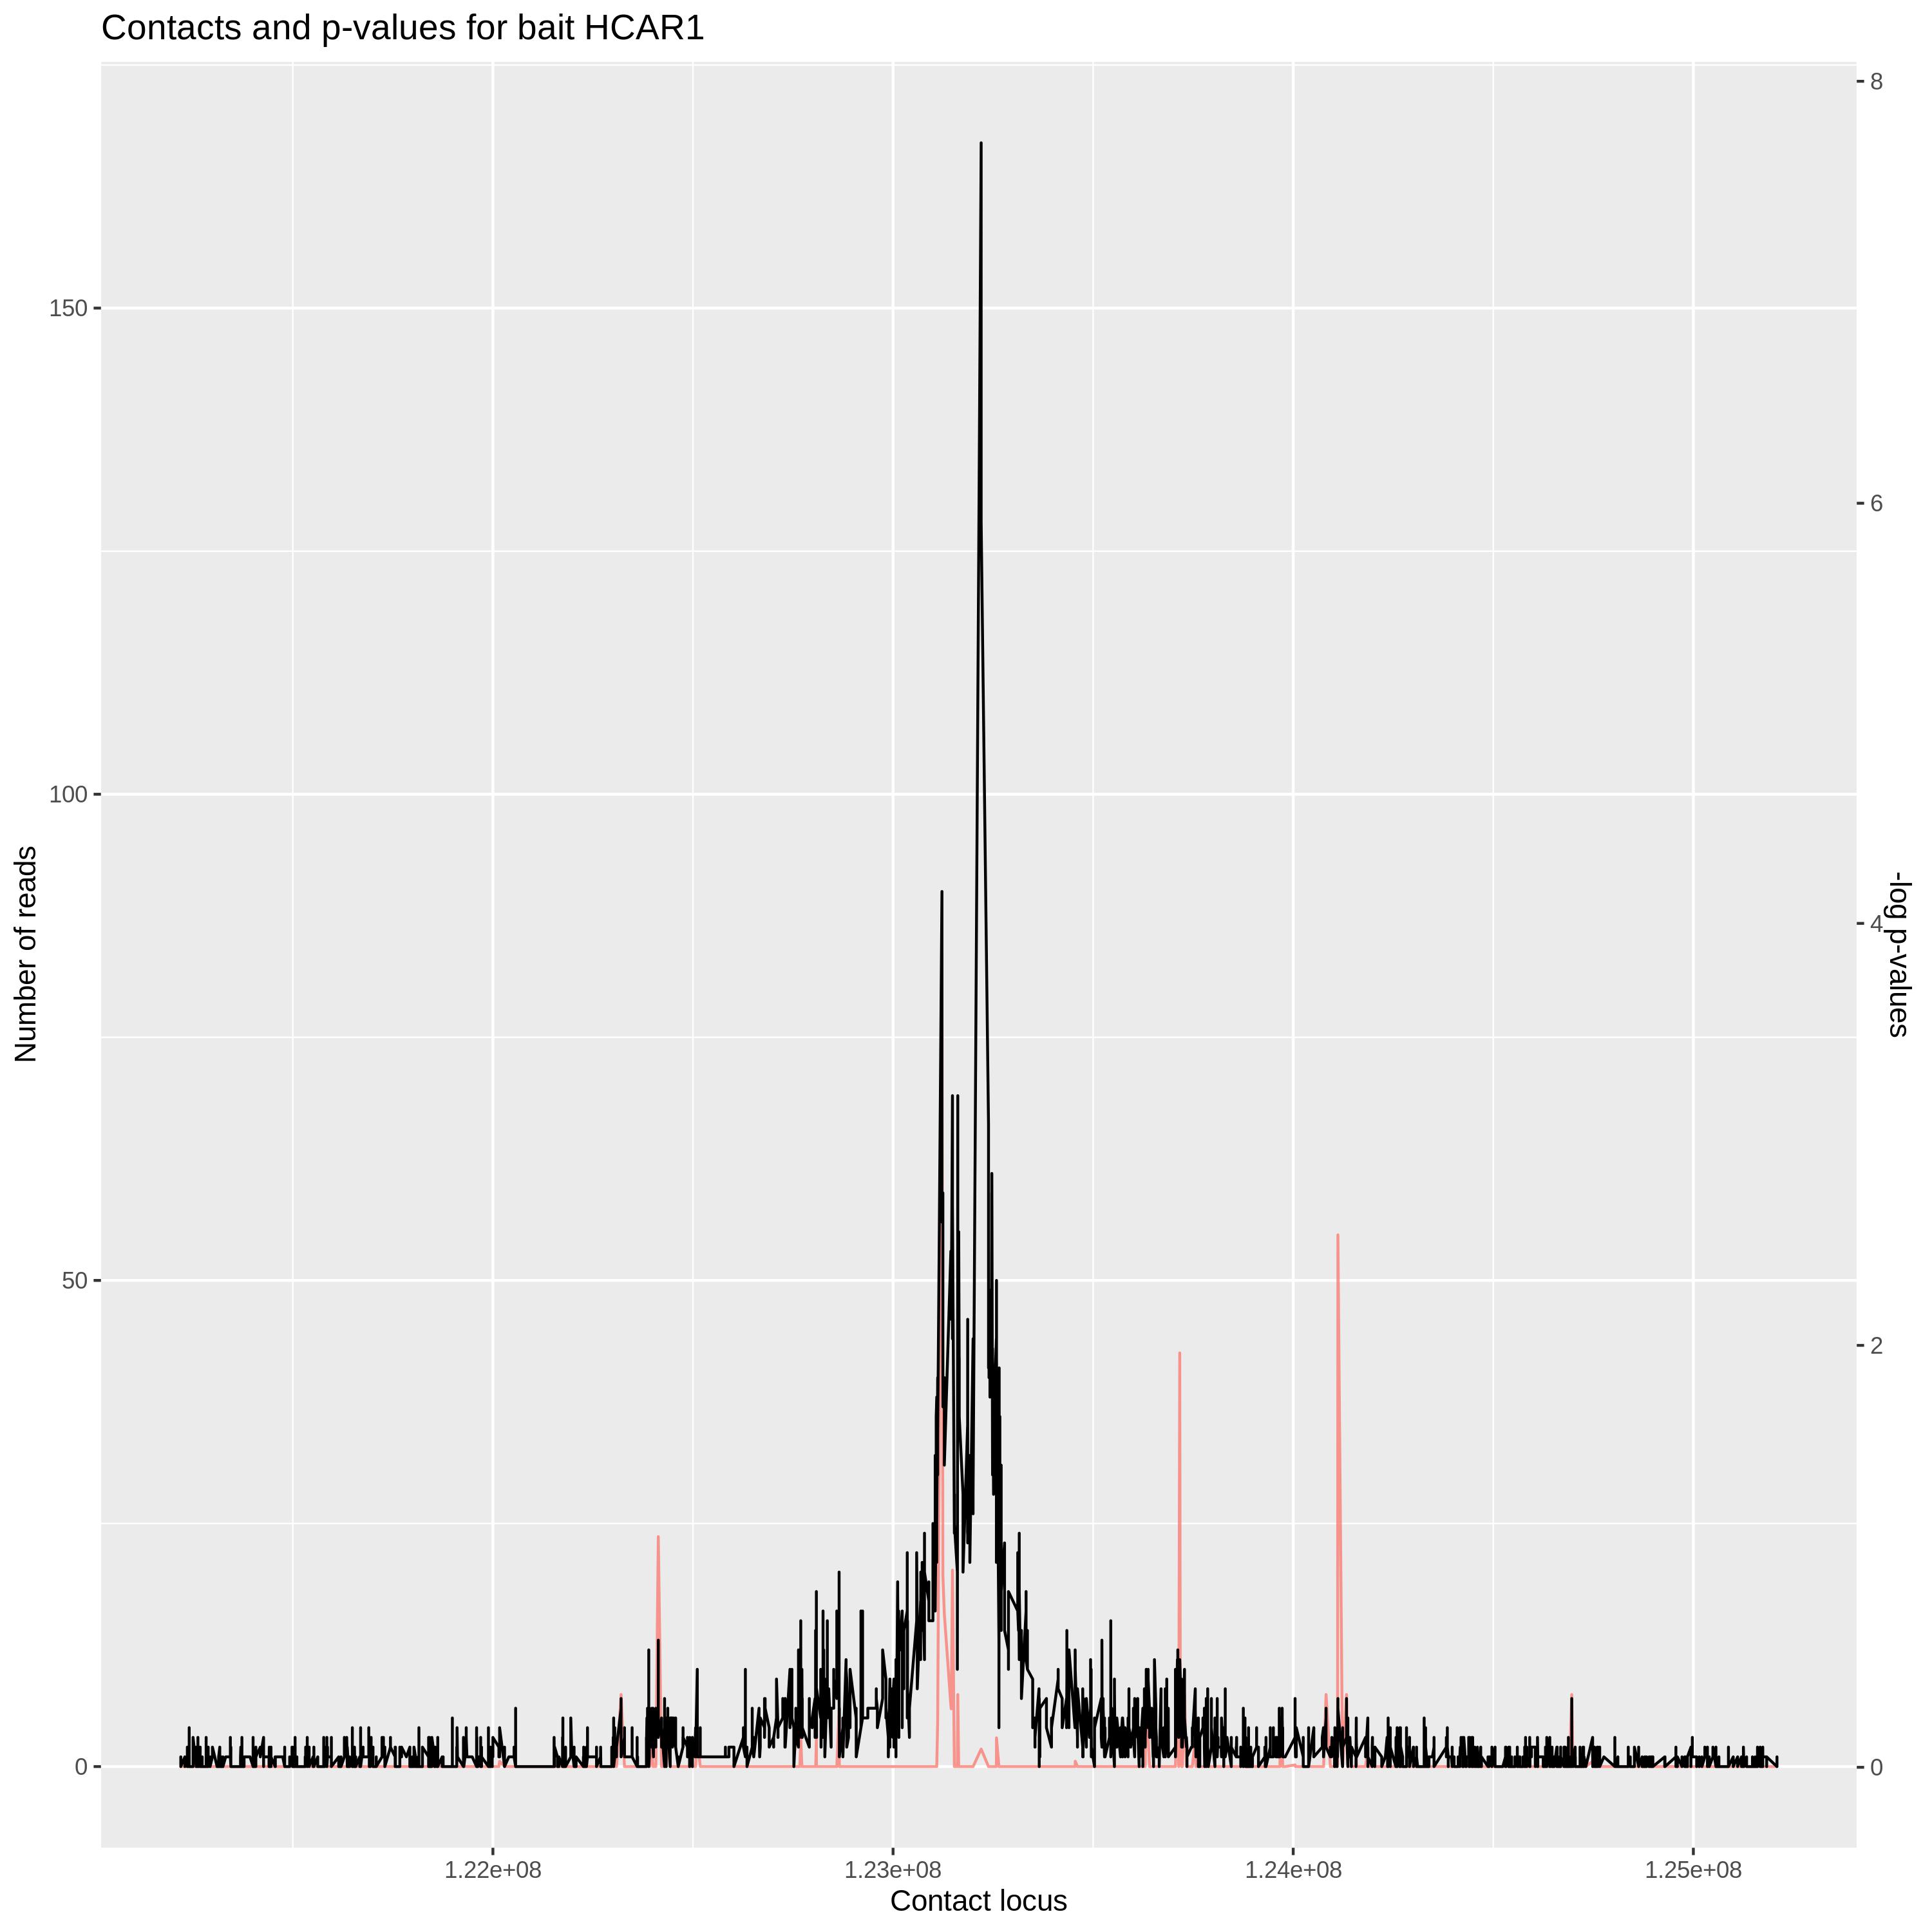 Contacts and p-values for bait HCAR1
150
100
50
0
Number of reads
8
6
4
2
0
-log p-values
1.22e+08
1.23e+08
1.24e+08
1.25e+08
Contact locus